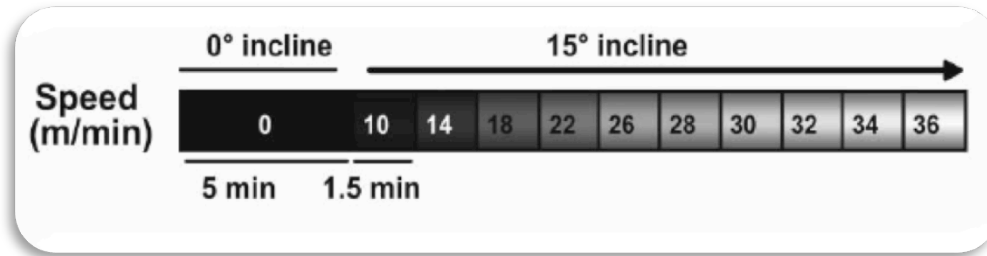 0° incline 15° incline
Speed
(m/min)
0 10 14 18 22 26 28 30 32 34 36
5 min 1.5 min